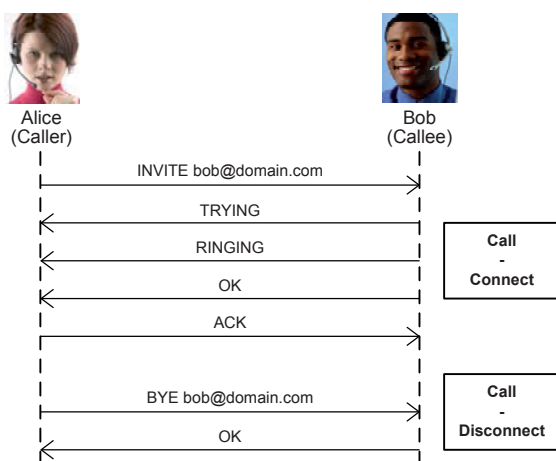 Alice
(Caller)
Bob
(Callee)
INVITE bob@domain.com
TRYING
RINGING
OK
ACK
Call
-
Connect
BYE bob@domain.com
OK
Call
-
Disconnect